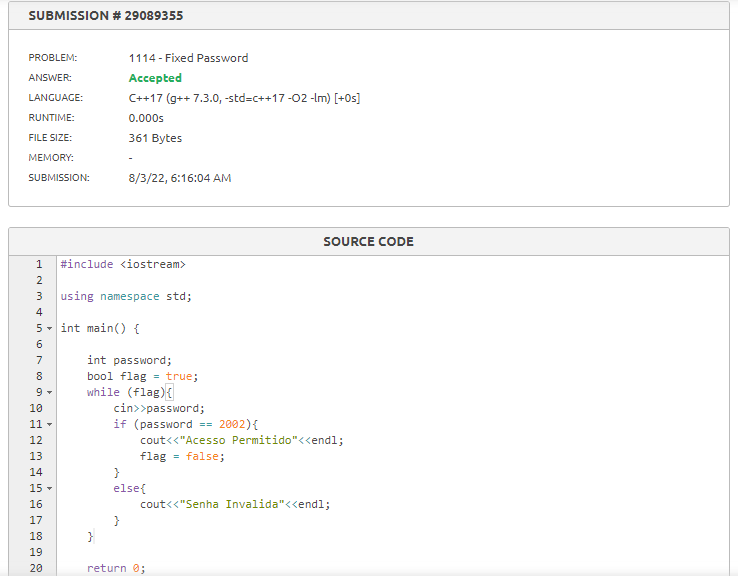 SUBMISSION # 29089355
PROBLEM: 1114 - Fixed Password
ANSWER: Accepted
LANGUAGE: C++17 (g++ 7.3.0, -std=c++17 -O2 -lm) [+0s]
RUNTIME: 0.000s
FILE SIZE: 361 Bytes
MEMORY: -
SUBMISSION: 8/3/22, 6:16:04 AM
SOURCE CODE
1 #include <iostream>
2
3 using namespace std;
4
5 int main() {
6
7 int password;
8 bool flag = true;
9 while (flag){
10 cin>>password;
11 if (password == 2002){
12 cout<<"Acesso Permitido"<<endl;
13 flag = false;
14 }
15 else{
16 cout<<"Senha Invalida"<<endl;
17 }
18 }
19
20 return 0;